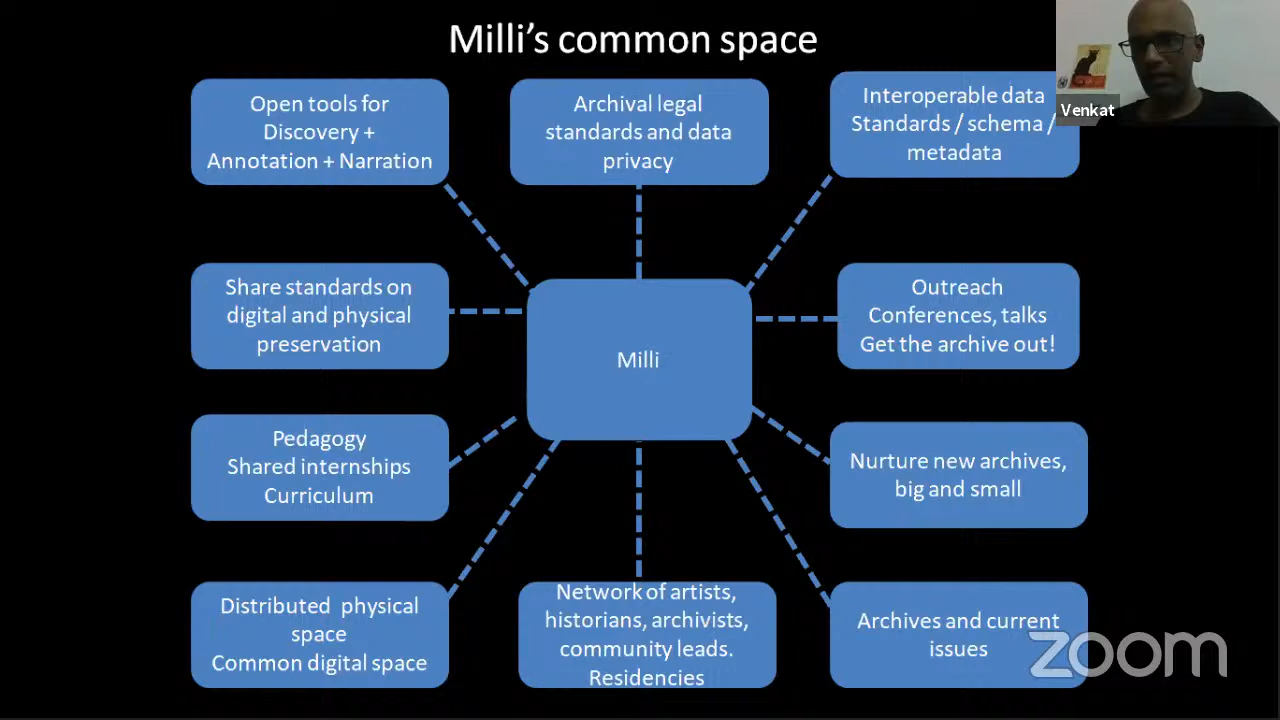 Milli's common space
Venkat
Open tools for
Discovery +
Annotation + Narration
Archival legal
standards and data
privacy
Interoperable data
Standards / schema /
metadata
Share standards on
digital and physical
preservation
Milli
Outreach
Conferences, talks
Get the archive out!
Pedagogy
Shared internships
Curriculum
Nurture new archives,
big and small
Distributed physical
space
Common digital space
Network of artists,
historians, archivists,
community leads.
Residencies
Archives and current
issues
zoom